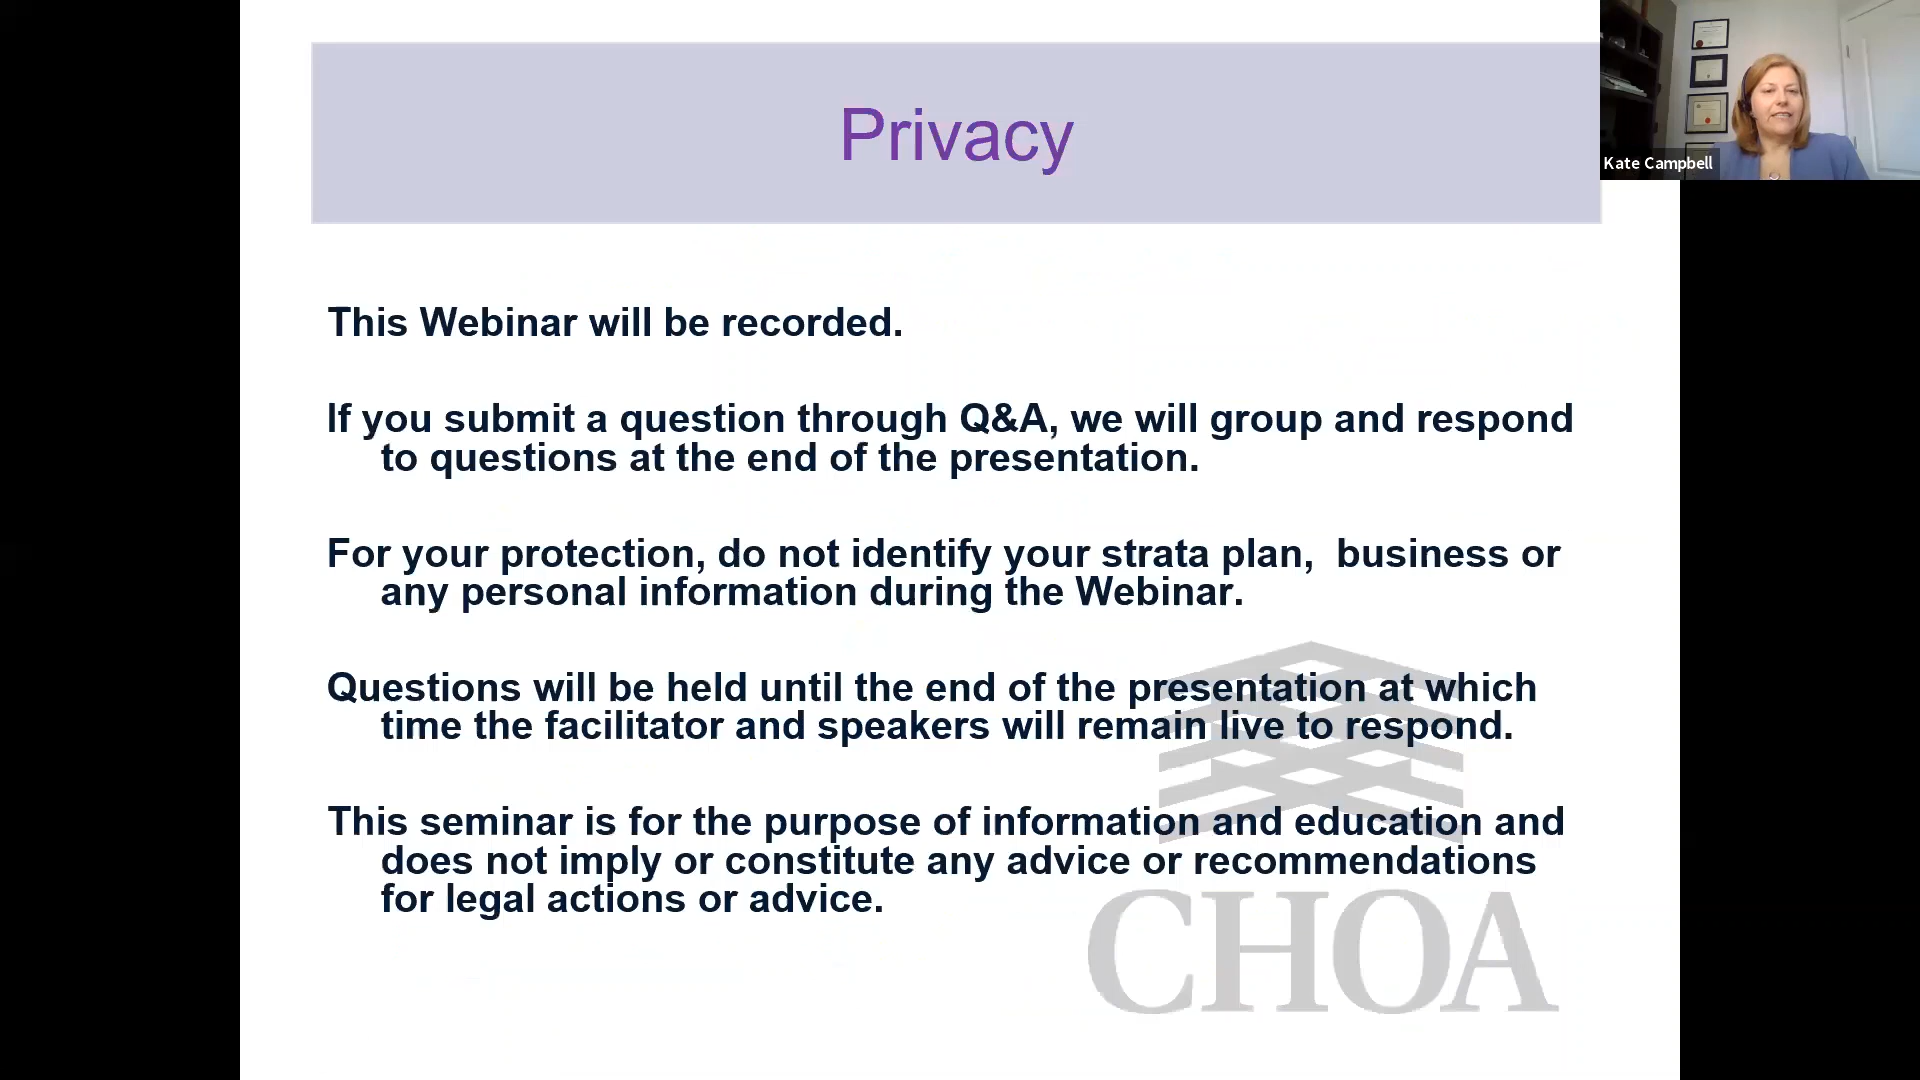 Privacy
Kate Campbell
This Webinar will be recorded.
If you submit a question through Q&A, we will group and respond
to questions at the end of the presentation.
For your protection, do not identify your strata plan,  business or
any personal information during the Webinar.
Questions will be held until the end of the presentation at which
time the facilitator and speakers will remain live to respond.
This seminar is for the purpose of information and education and
does not imply or constitute any advice or recommendations
for legal actions or advice.
CHOA